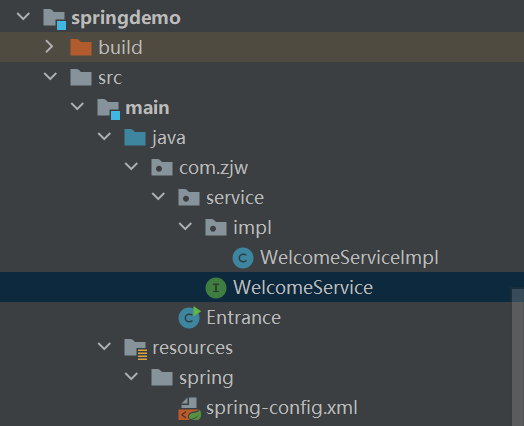 springdemo
build
src
main
java
com.zjw
service
impl
WelcomeServiceImpl
WelcomeService
Entrance
resources
spring
spring-config.xml